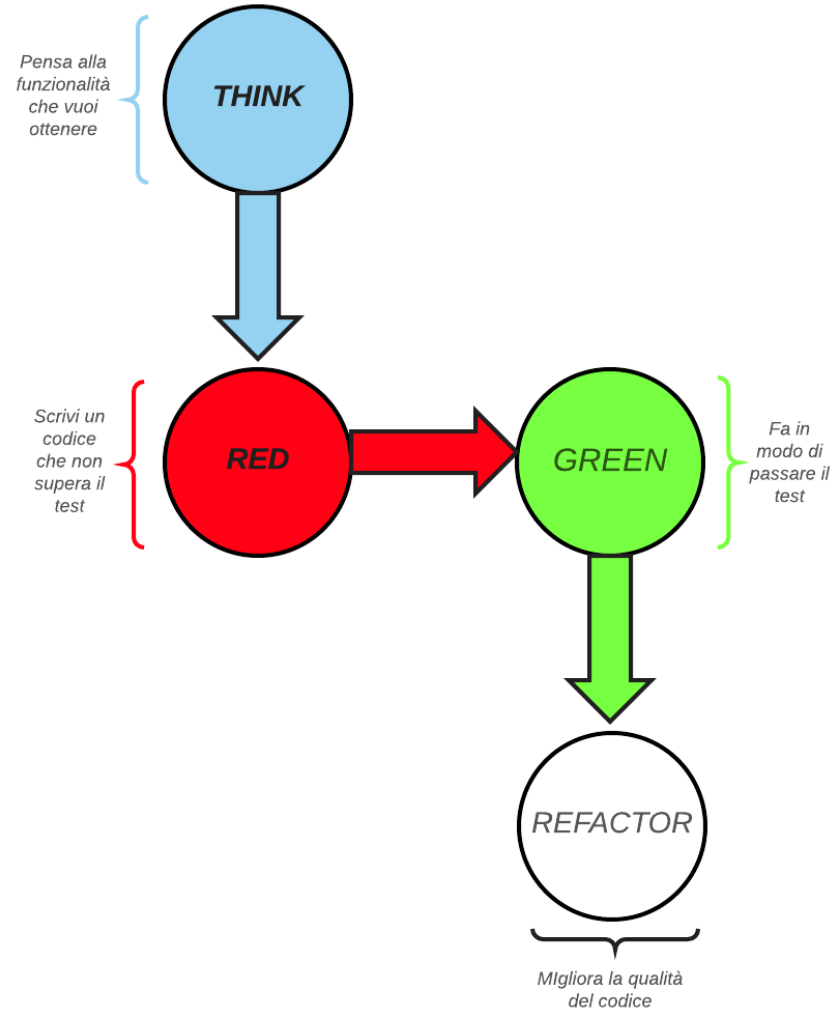 Pensa alla
funzionalità
che vuoi
ottenere
THINK
Scrivi un
codice
che non
supera il
test
RED
GREEN
Fa in
modo di
passare il
test
REFACTOR
MIgliora la qualità
del codice